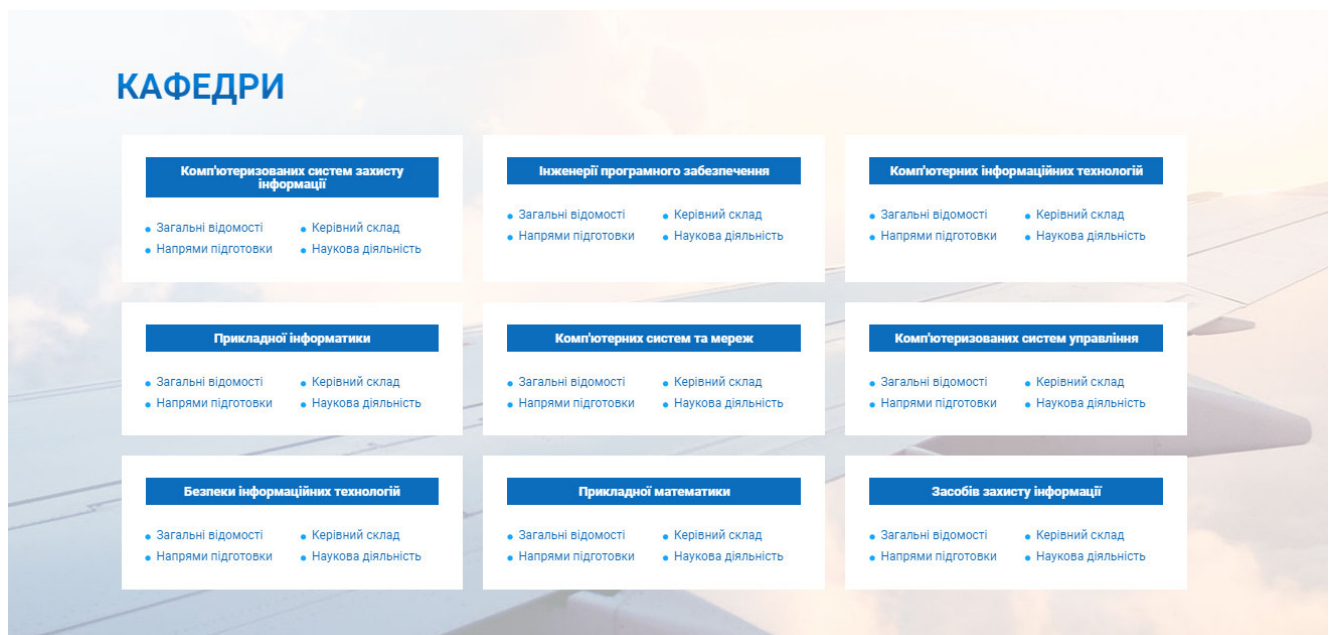 КАФЕДРИ
Комп'ютеризованих систем захисту
інформації
Загальні відомості
Керівний склад
Напрями підготовки
Наукова діяльність
Інженерії програмного забезпечення
Загальні відомості
Керівний склад
Напрями підготовки
Наукова діяльність
Комп'ютерних інформаційних технологій
Загальні відомості
Керівний склад
Напрями підготовки
Наукова діяльність
Прикладної інформатики
Загальні відомості
Керівний склад
Напрями підготовки
Наукова діяльність
Комп'ютерних систем та мереж
Загальні відомості
Керівний склад
Напрями підготовки
Наукова діяльність
Комп'ютеризованих систем управління
Загальні відомості
Керівний склад
Напрями підготовки
Наукова діяльність
Безпеки інформаційних технологій
Загальні відомості
Керівний склад
Напрями підготовки
Наукова діяльність
Прикладної математики
Загальні відомості
Керівний склад
Напрями підготовки
Наукова діяльність
Засобів захисту інформації
Загальні відомості
Керівний склад
Напрями підготовки
Наукова діяльність